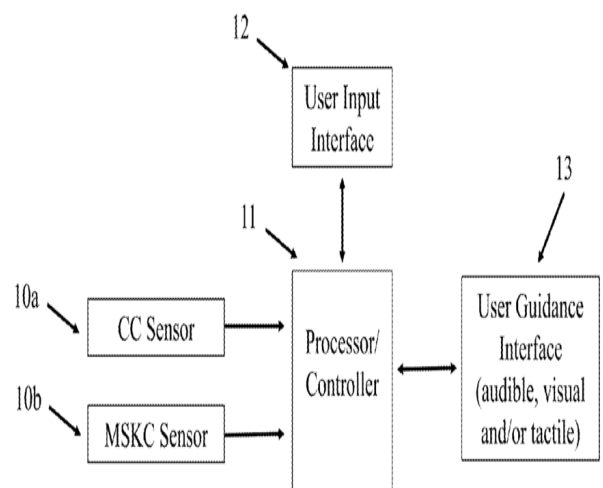 12
User Input
Interface
13
11
10a
CC Sensor
Processor/
Controller
User Guidance
Interface
(audible, visual
and/or tactile)
10b
MSKC Sensor